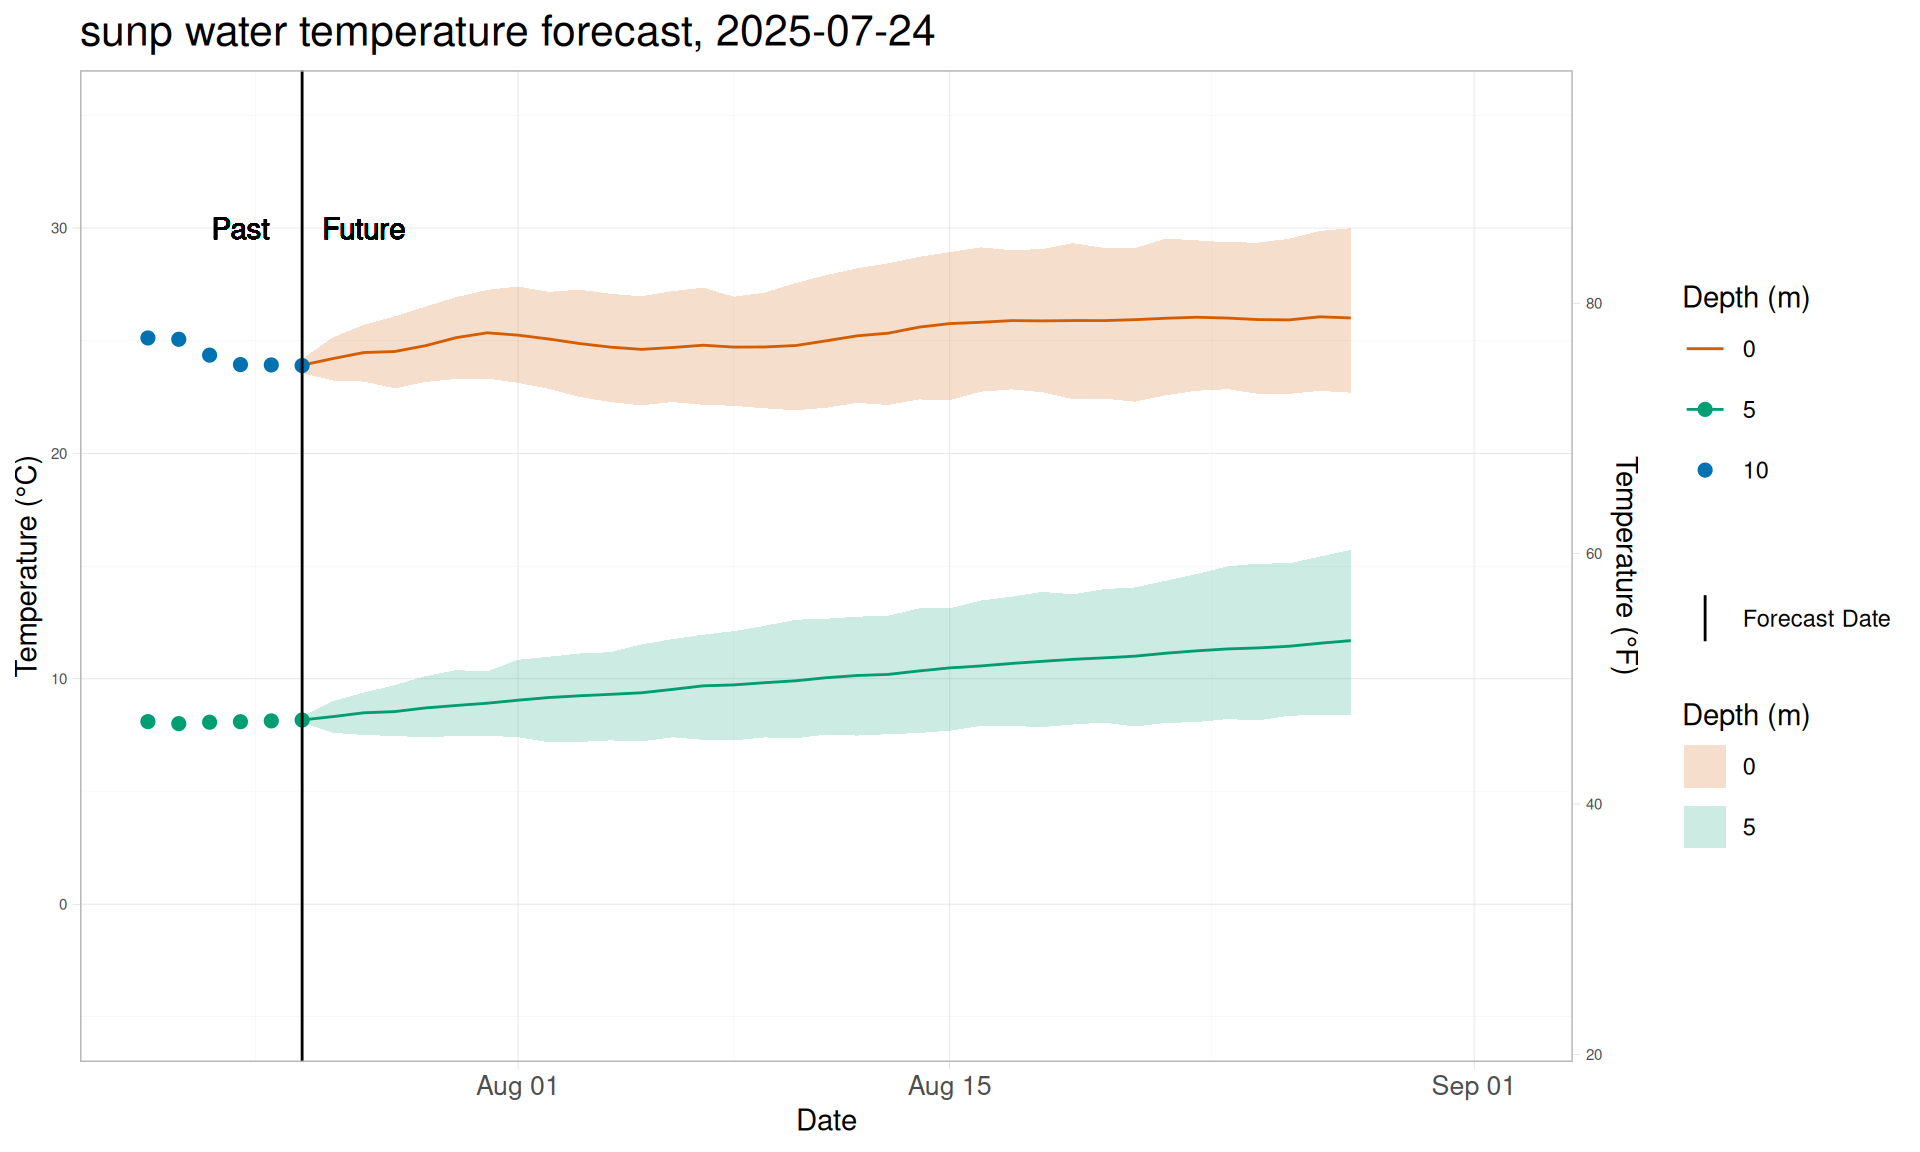 sunp water temperature forecast, 2025-07-24
Past
Future
30
20
10
0
Temperature (°C)
80
60
40
20
Temperature (°F)
Aug 01
Aug 15
Sep 01
Date
Depth (m)
0
5
10
Forecast Date
Depth (m)
0
5